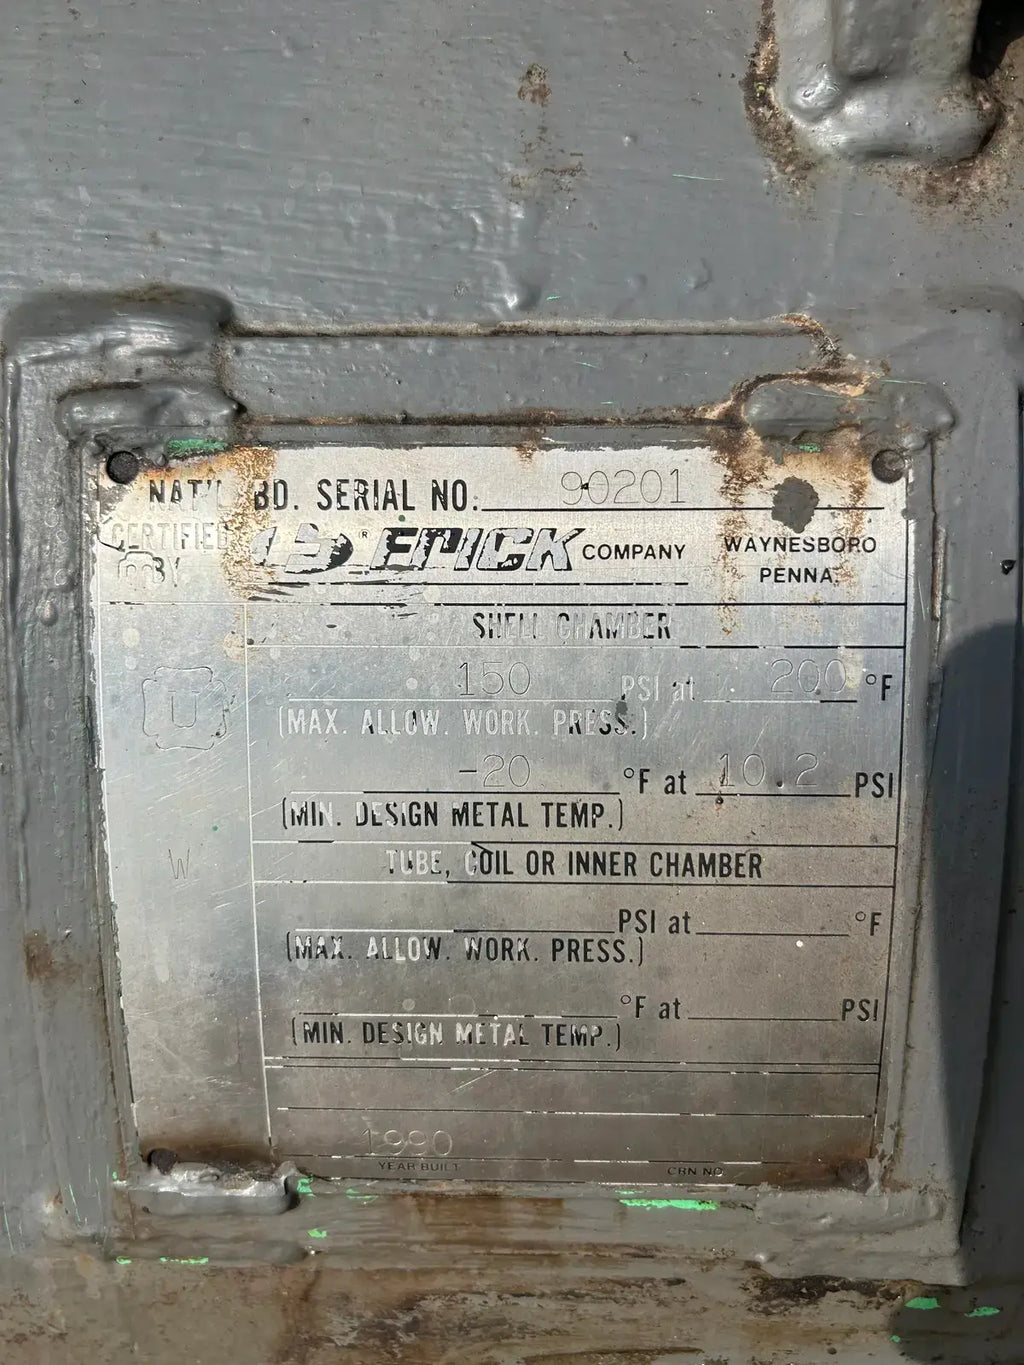 NAT'L BD. SERIAL NO. 90201
CERTIFIED BY
FRICK® COMPANY
WAYNESBORO
PENNA.
SHELL CHAMBER
U
150 PSI at 200 °F
(MAX. ALLOW. WORK. PRESS.)
-20 °F at 10.2 PSI
(MIN. DESIGN METAL TEMP.)
W
TUBE, COIL OR INNER CHAMBER
PSI at °F
(MAX. ALLOW. WORK. PRESS.)
°F at PSI
(MIN. DESIGN METAL TEMP.)
1990
YEAR BUILT
CRN NO.